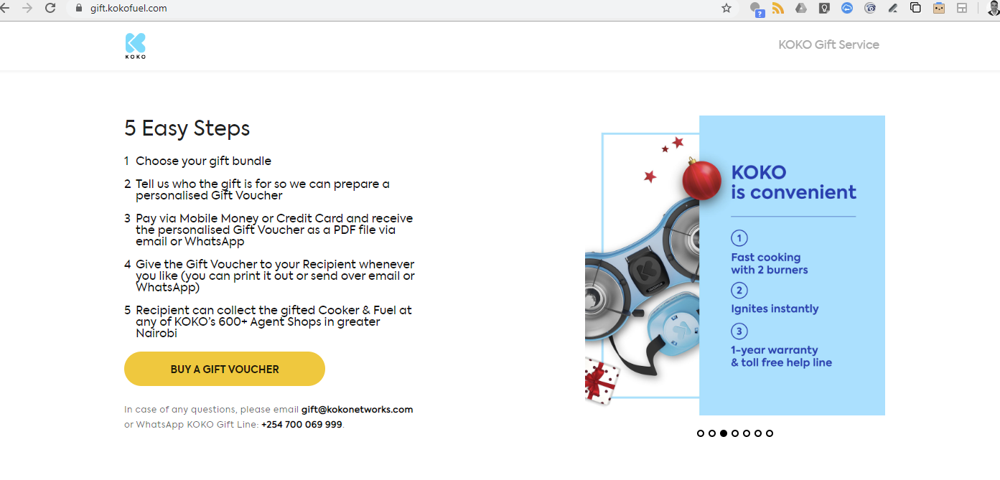 gift.kokofuel.com
KOKO
KOKO Gift Service
5 Easy Steps
1 Choose your gift bundle
2 Tell us who the gift is for so we can prepare a
personalised Gift Voucher
3 Pay via Mobile Money or Credit Card and receive
the personalised Gift Voucher as a PDF file via
email or WhatsApp
4 Give the Gift Voucher to your Recipient whenever
you like (you can print it out or send over email or
WhatsApp)
5 Recipient can collect the gifted Cooker & Fuel at
any of KOKO’s 600+ Agent Shops in greater
Nairobi
BUY A GIFT VOUCHER
In case of any questions, please email gift@kokonetworks.com
or WhatsApp KOKO Gift Line: +254 700 069 999.
KOKO
is convenient
1
Fast cooking
with 2 burners
2
Ignites instantly
3
1-year warranty
& toll free help line